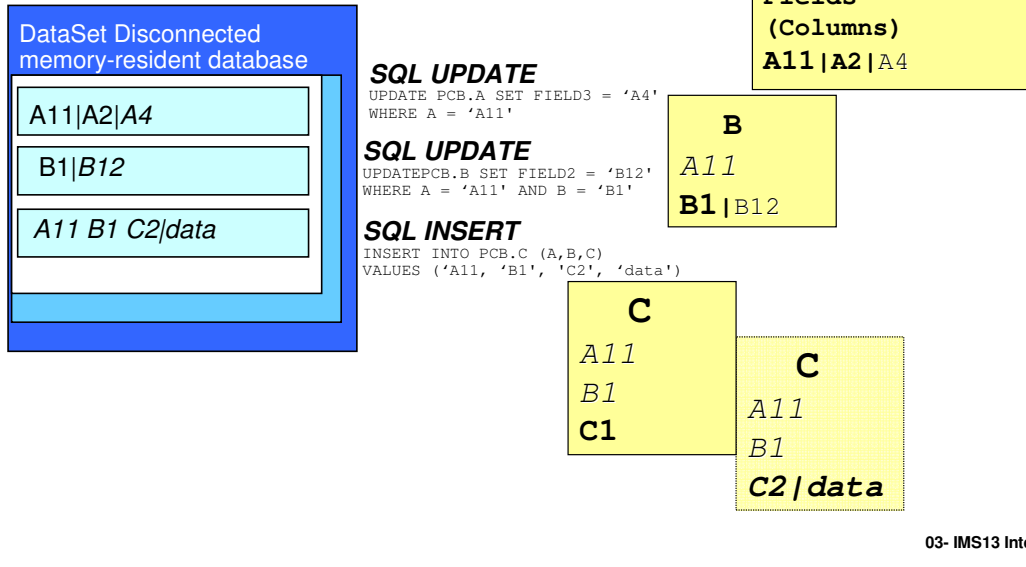 Fields
(Columns)
A11|A2|A4
DataSet Disconnected
memory-resident database
A11|A2|A4
B1|B12
A11 B1 C2|data
SQL UPDATE
UPDATE PCB.A SET FIELD3 = ‘A4'
WHERE A = ‘A11'
SQL UPDATE
UPDATEPCB.B SET FIELD2 = ‘B12'
WHERE A = ‘A11' AND B = ‘B1'
SQL INSERT
INSERT INTO PCB.C (A,B,C)
VALUES (‘A11, ‘B1', 'C2', ‘data')
B
A11
B1|B12
C
A11
B1
C1
C
A11
B1
C2|data
03- IMS13 Inte